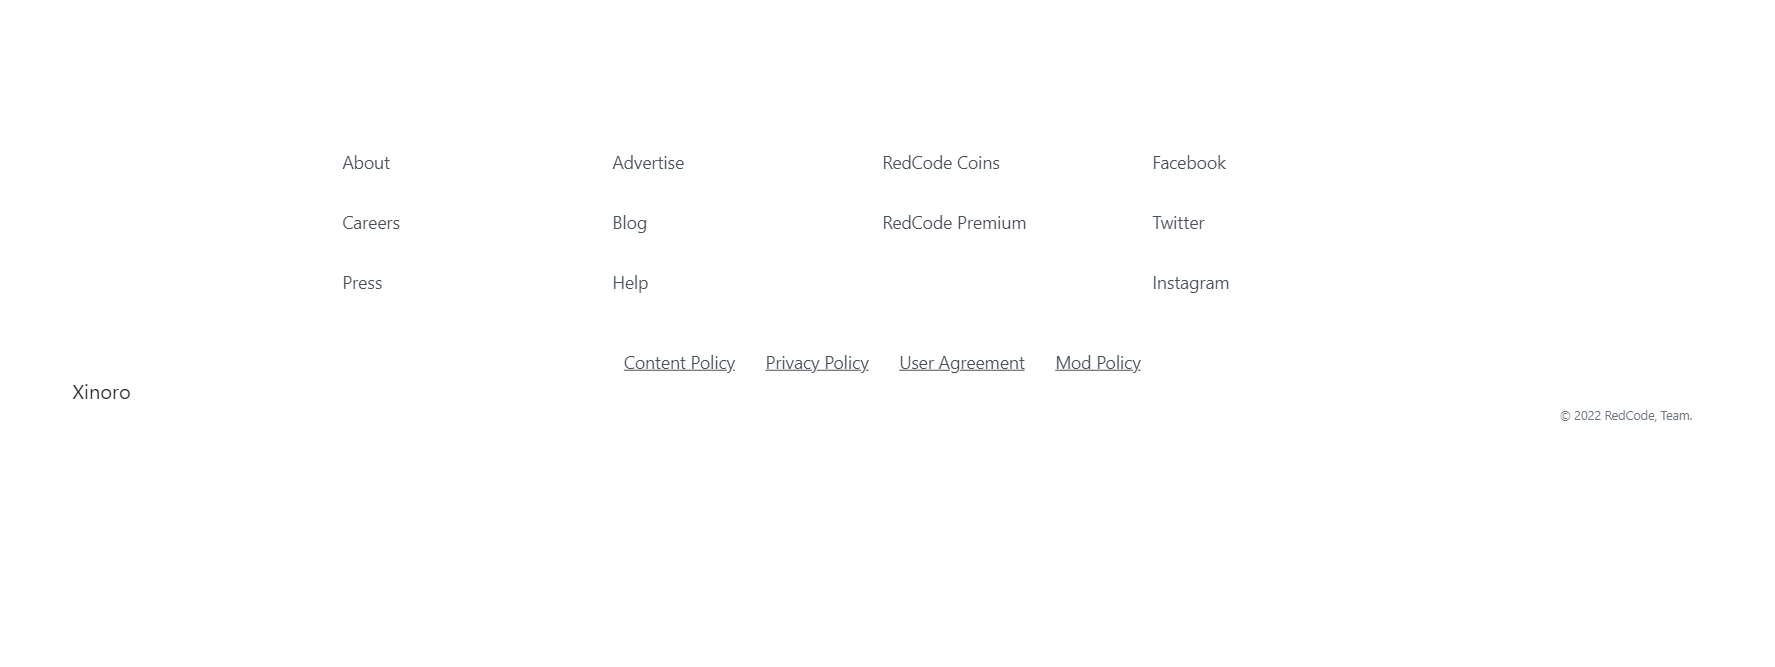 About Advertise RedCode Coins Facebook
Careers Blog RedCode Premium Twitter
Press Help Instagram
Content Policy Privacy Policy User Agreement Mod Policy
Xinoro
© 2022 RedCode, Team.